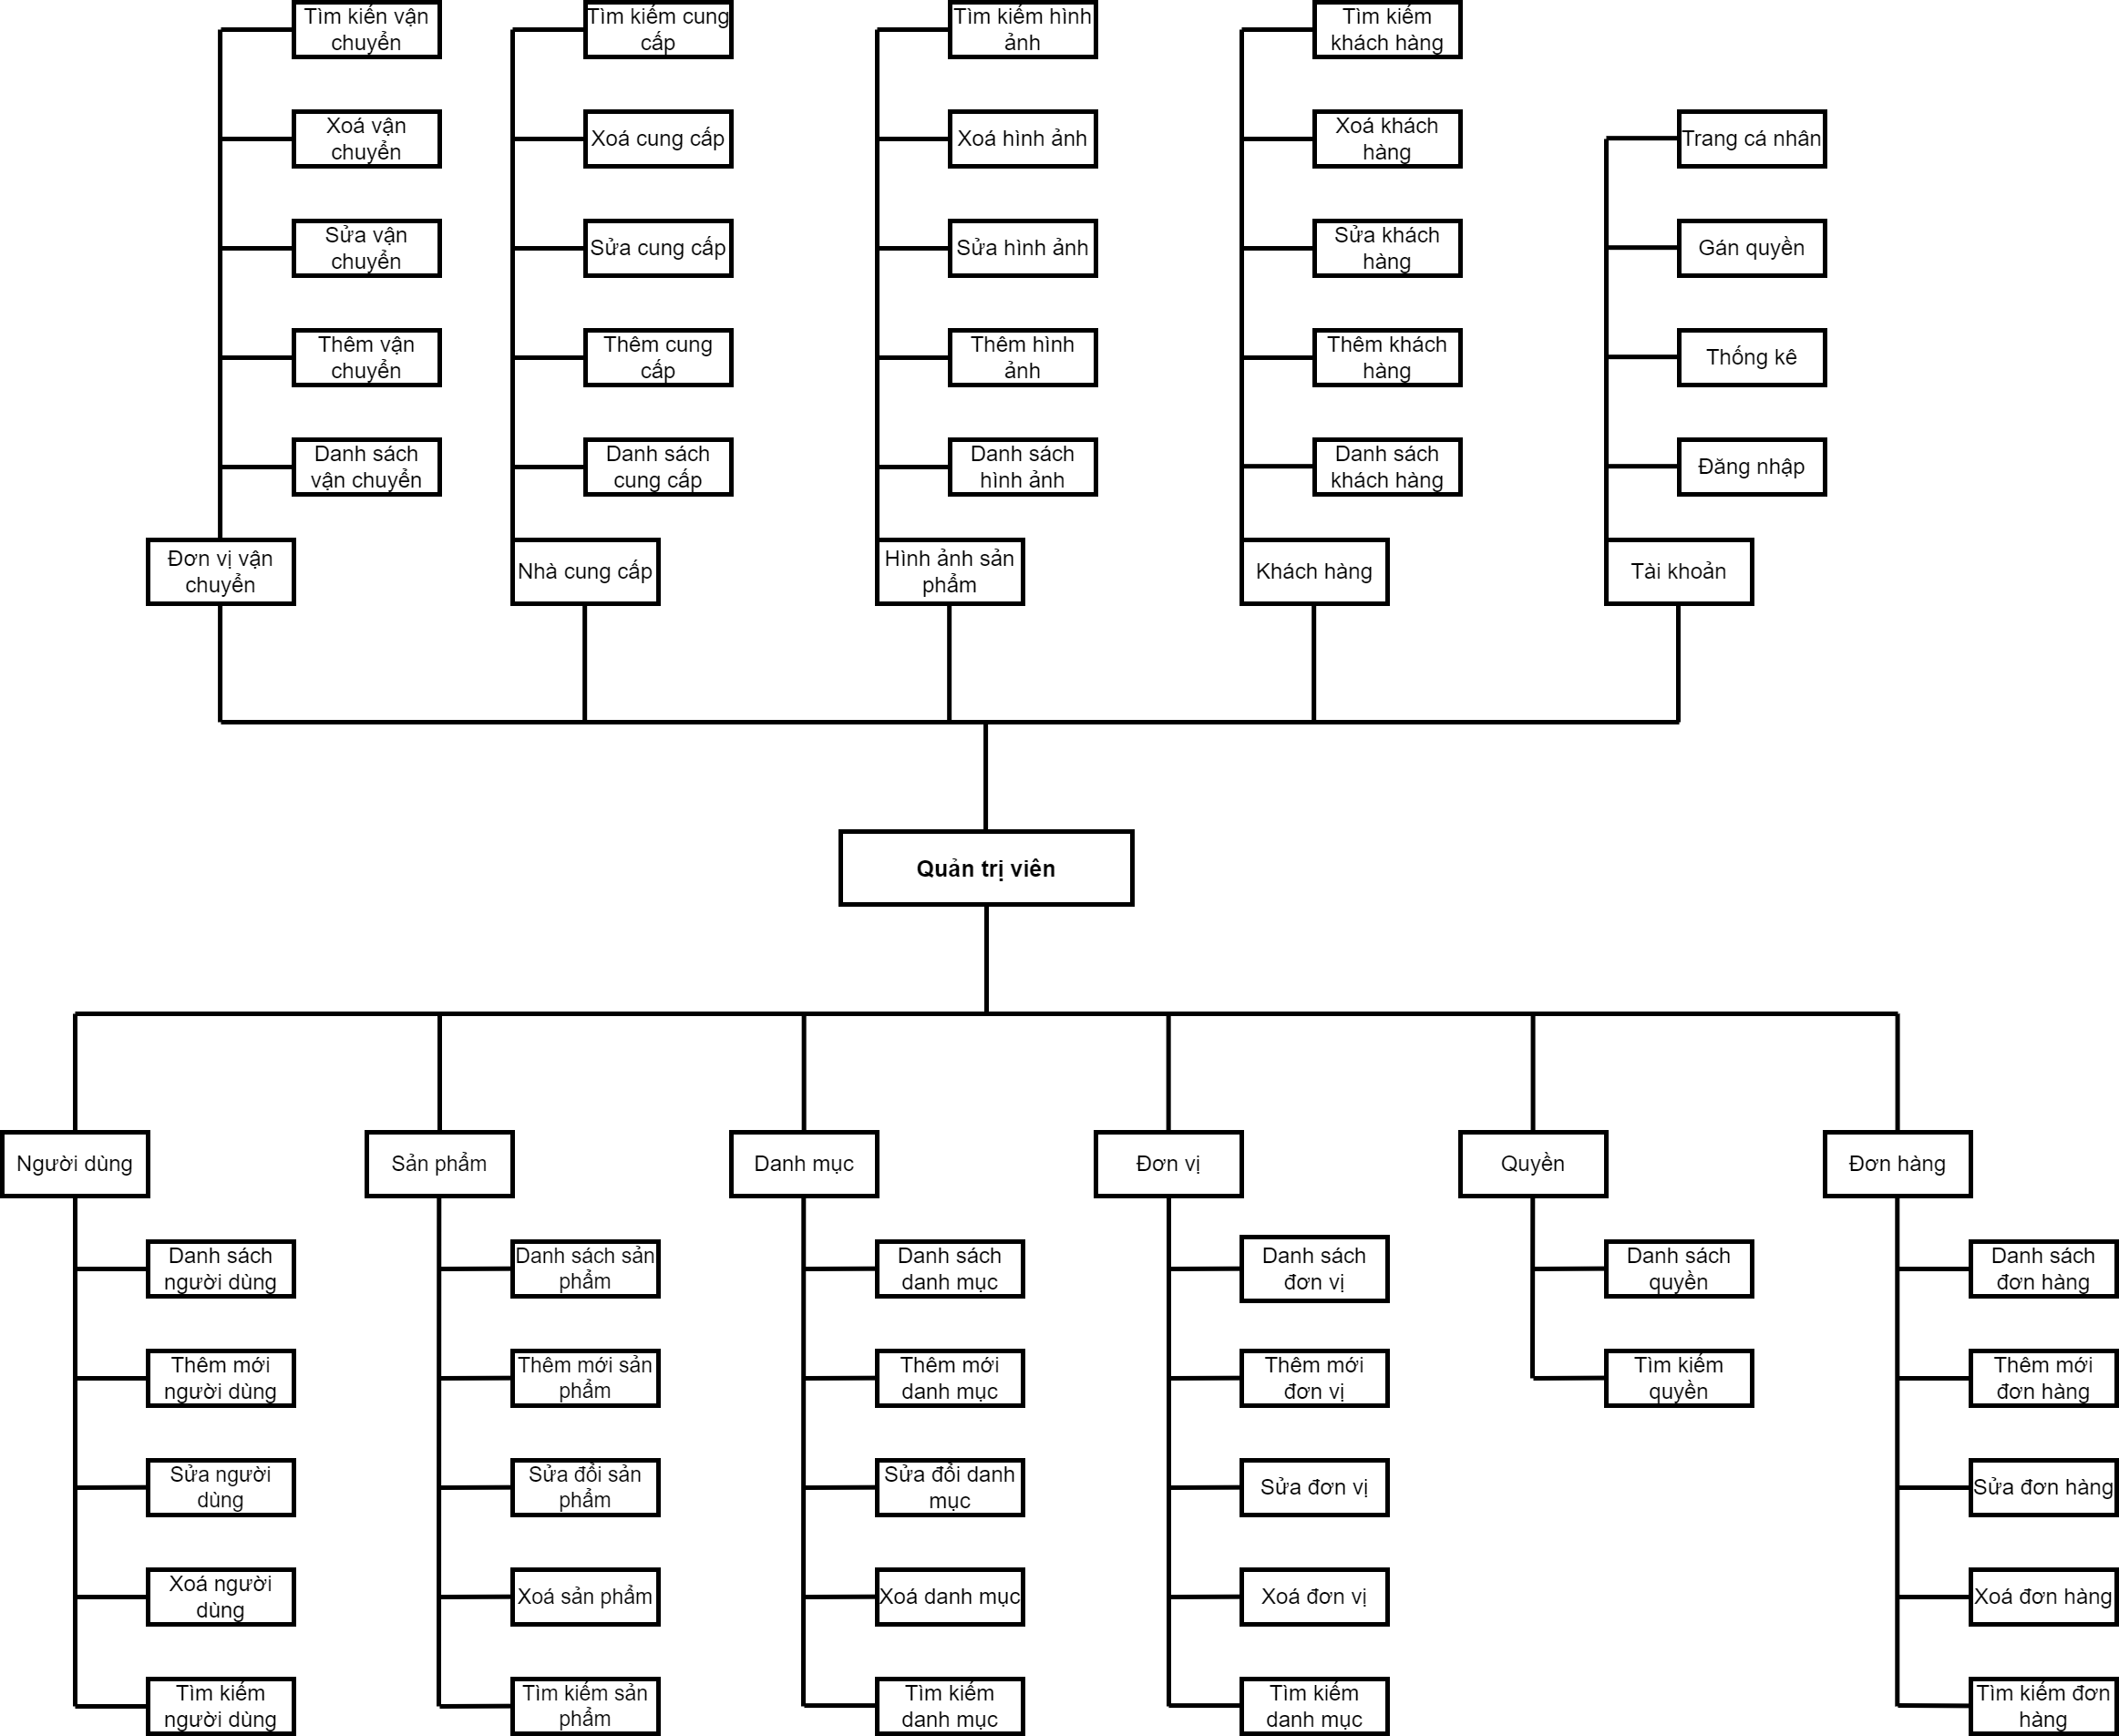 Tìm kiến vận
chuyển
Tìm kiếm cung
cấp
Tìm kiếm hình
ảnh
Tìm kiếm
khách hàng
Xoá vận
chuyển
Xoá cung cấp
Xoá hình ảnh
Xoá khách
hàng
Trang cá nhân
Sửa vận
chuyển
Sửa cung cấp
Sửa hình ảnh
Sửa khách
hàng
Gán quyền
Thêm vận
chuyển
Thêm cung
cấp
Thêm hình
ảnh
Thêm khách
hàng
Thống kê
Danh sách
vận chuyển
Danh sách
cung cấp
Danh sách
hình ảnh
Danh sách
khách hàng
Đăng nhập
Đơn vị vận
chuyển
Nhà cung cấp
Hình ảnh sản
phẩm
Khách hàng
Tài khoản
Quản trị viên
Người dùng
Sản phẩm
Danh mục
Đơn vị
Quyền
Đơn hàng
Danh sách
người dùng
Danh sách sản
phẩm
Danh sách
danh mục
Danh sách
đơn vị
Danh sách
quyền
Danh sách
đơn hàng
Thêm mới
người dùng
Thêm mới sản
phẩm
Thêm mới
danh mục
Thêm mới
đơn vị
Tìm kiếm
quyền
Thêm mới
đơn hàng
Sửa người
dùng
Sửa đổi sản
phẩm
Sửa đổi danh
mục
Sửa đơn vị
Sửa đơn hàng
Xoá người
dùng
Xoá sản phẩm
Xoá danh mục
Xoá đơn vị
Xoá đơn hàng
Tìm kiếm
người dùng
Tìm kiếm sản
phẩm
Tìm kiếm
danh mục
Tìm kiếm
danh mục
Tìm kiếm đơn
hàng